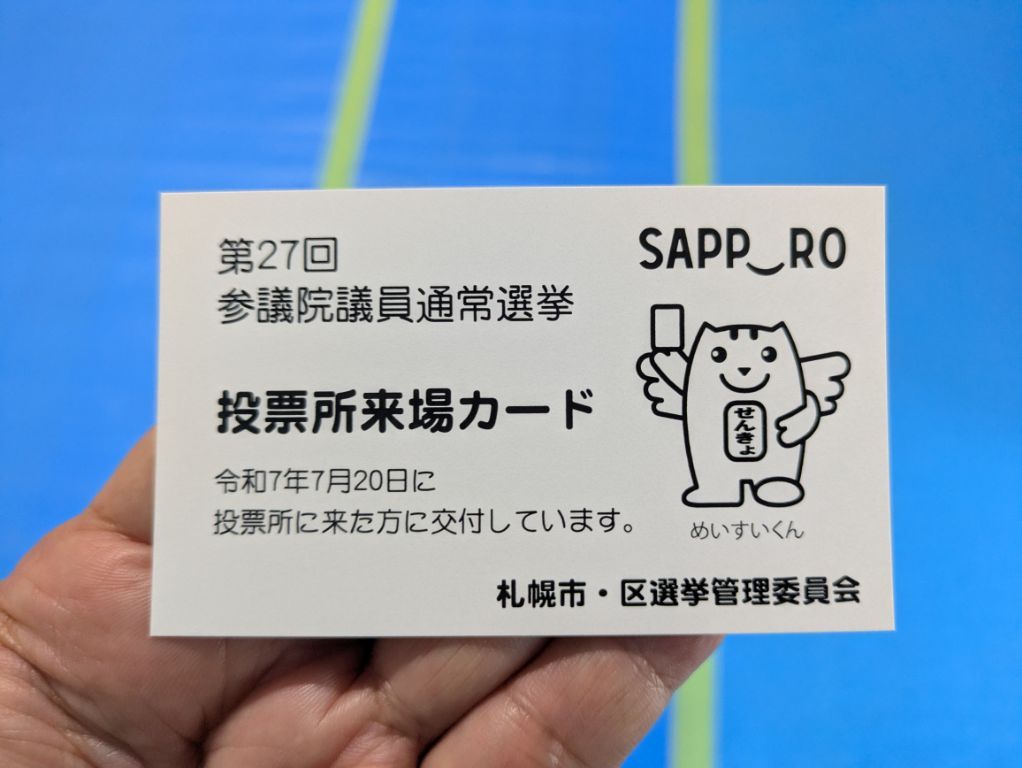 第27回
参議院議員通常選挙
投票所来場カード
令和7年7月20日に
投票所に来た方に交付しています。
SAPP‿RO
せんきょ
めいすいくん
札幌市・区選挙管理委員会